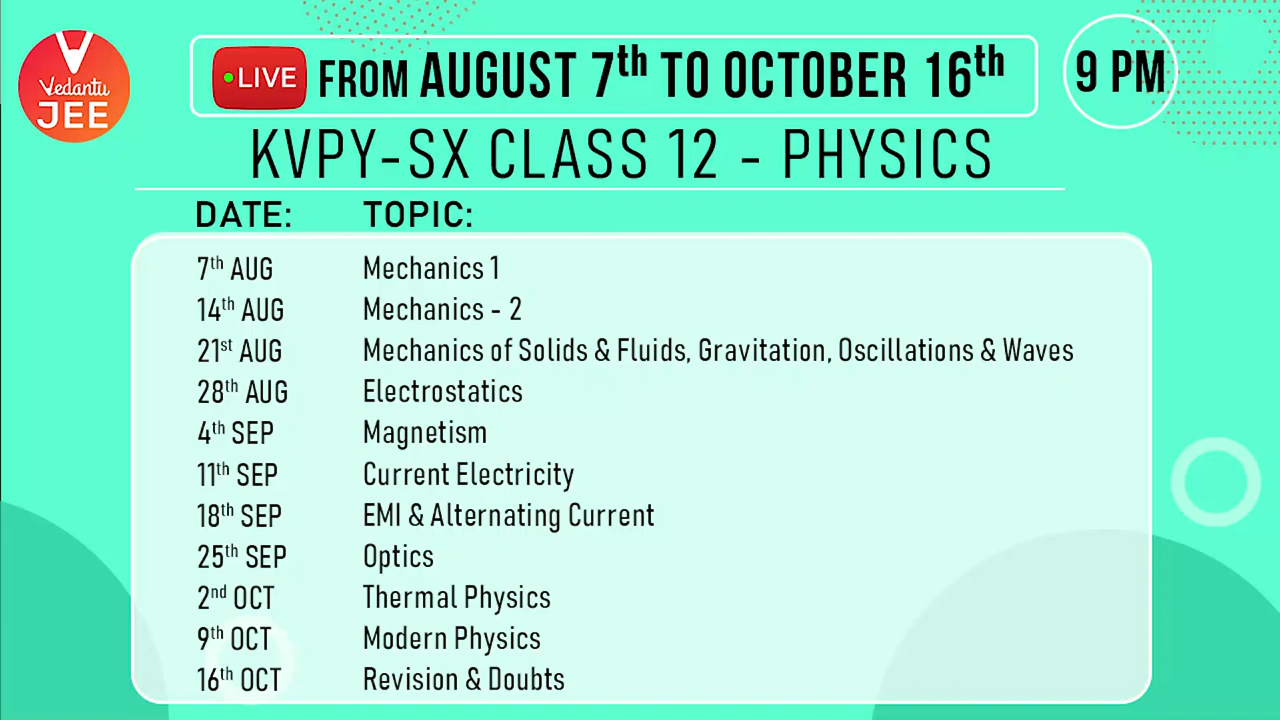 Vedantu
JEE
LIVE FROM AUGUST 7th TO OCTOBER 16th
9 PM
KVPY-SX CLASS 12 - PHYSICS
DATE: TOPIC:
7th AUG Mechanics 1
14th AUG Mechanics - 2
21st AUG Mechanics of Solids & Fluids, Gravitation, Oscillations & Waves
28th AUG Electrostatics
4th SEP Magnetism
11th SEP Current Electricity
18th SEP EMI & Alternating Current
25th SEP Optics
2nd OCT Thermal Physics
9th OCT Modern Physics
16th OCT Revision & Doubts